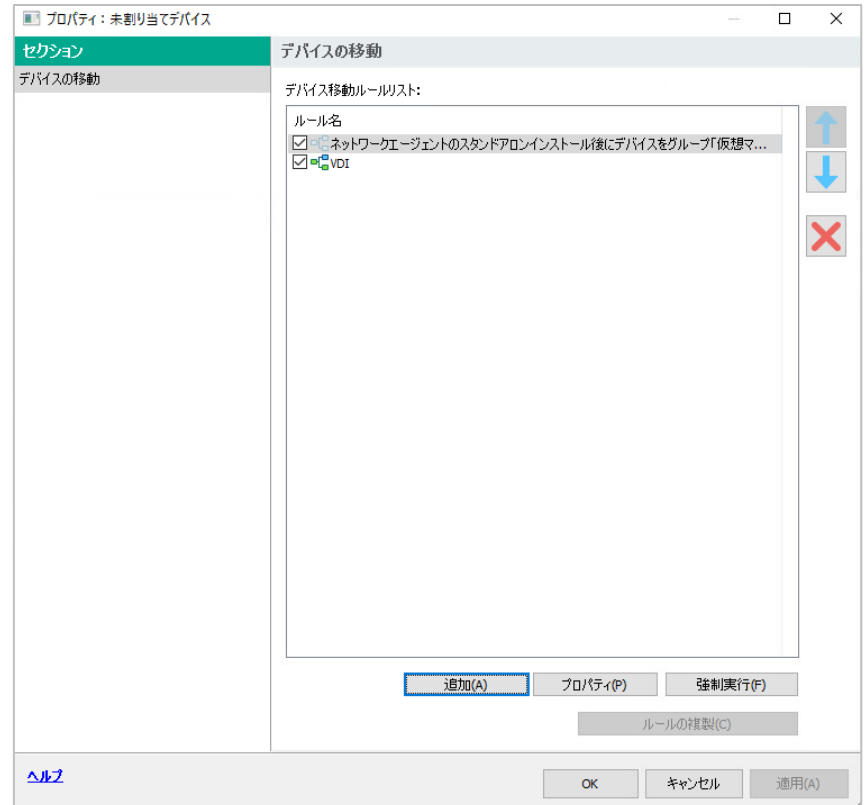 プロパティ：未割り当てデバイス
セクション
デバイスの移動
デバイスの移動
デバイス移動ルールリスト:
ルール名
ネットワークエージェントのスタンドアロンインストール後にデバイスをグループ「仮想マ...
VDI
追加(A)
プロパティ(P)
強制実行(F)
ルールの複製(C)
ヘルプ
OK
キャンセル
適用(A)